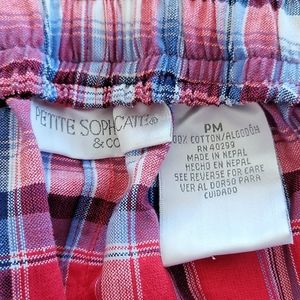 PETITE SOPHISTICATE®
& CO
PM
100% COTTON/ALGODÓN
RN 40299
MADE IN NEPAL
HECHO EN NEPAL
SEE REVERSE FOR CARE
VER AL DORSO PARA
CUIDADO